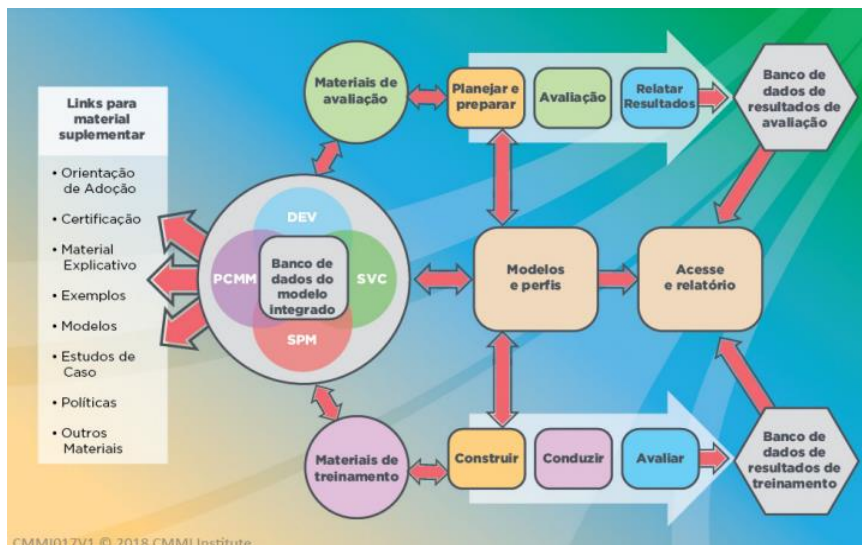 Links para
material
suplementar
• Orientação
de Adoção
• Certificação
• Material
Explicativo
• Exemplos
• Modelos
• Estudos de
Caso
• Políticas
• Outros
Materiais
Materiais de
avaliação
Planejar e
preparar
Avaliação
Relatar
Resultados
Banco de
dados de
resultados de
avaliação
DEV
PCMM
Banco de
dados do
modelo
integrado
SVC
SPM
Modelos
e perfis
Acesse
e relatório
Materiais de
treinamento
Construir
Conduzir
Avaliar
Banco de
dados de
resultados de
treinamento
CMMI017V1 © 2018 CMMI Institute